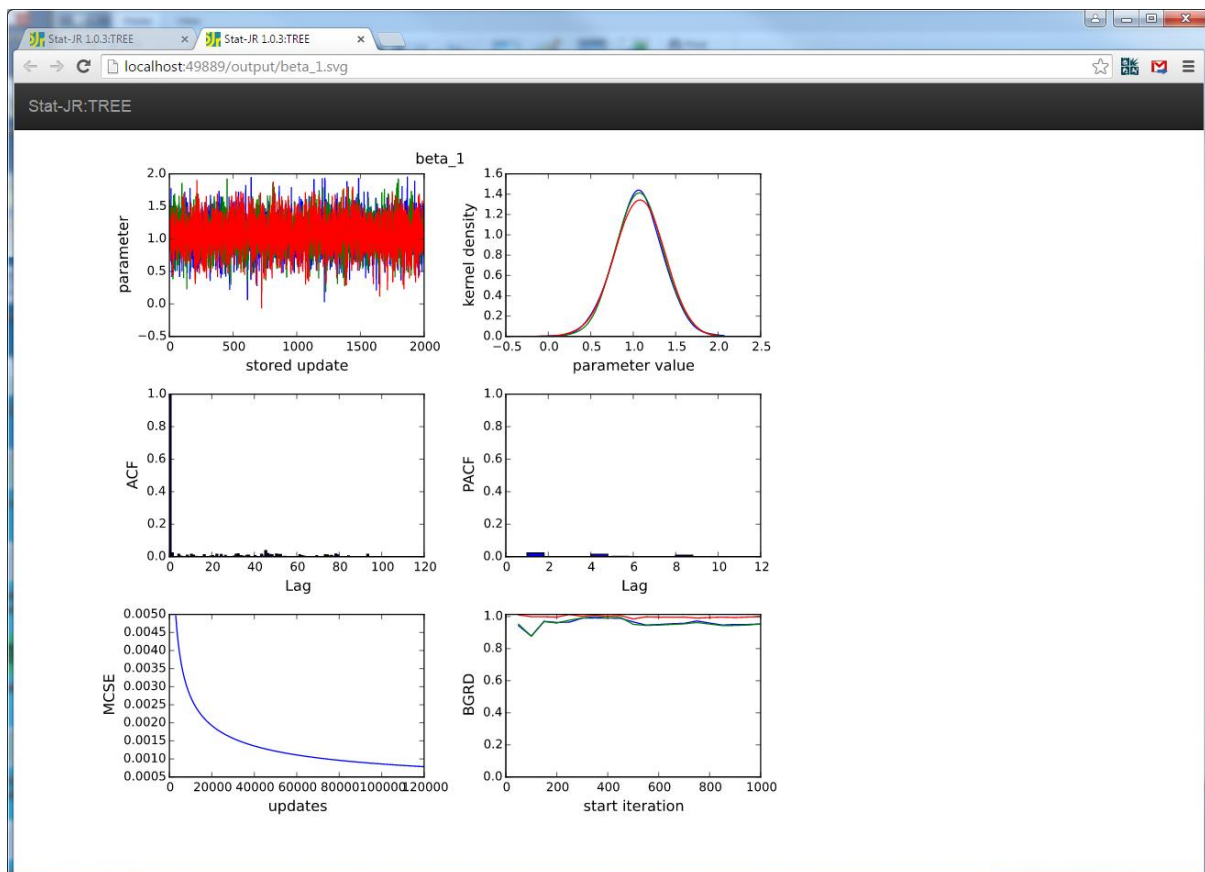 Stat-JR 1.0.3:TREE
Stat-JR 1.0.3:TREE
localhost:49889/output/beta_1.svg
Stat-JR:TREE
beta_1
2.0
1.5
1.0
0.5
0.0
−0.5
parameter
0 500 1000 1500 2000
stored update
1.6
1.4
1.2
1.0
0.8
0.6
0.4
0.2
0.0
kernel density
−0.5 0.0 0.5 1.0 1.5 2.0 2.5
parameter value
1.0
0.8
0.6
0.4
0.2
0.0
ACF
0 20 40 60 80 100 120
Lag
1.0
0.8
0.6
0.4
0.2
0.0
PACF
0 2 4 6 8 10 12
Lag
0.0050
0.0045
0.0040
0.0035
0.0030
0.0025
0.0020
0.0015
0.0010
0.0005
MCSE
0 20000 40000 60000 80000 100000 120000
updates
1.0
0.8
0.6
0.4
0.2
0.0
BGRD
0 200 400 600 800 1000
start iteration